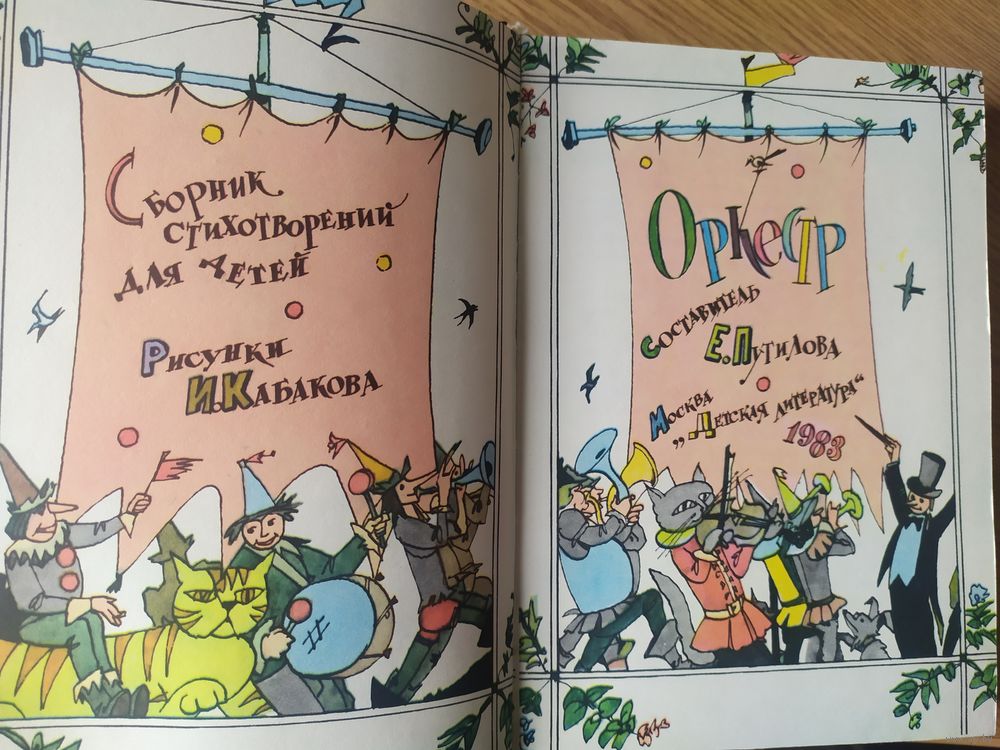 Сборник
стихотворений
для детей
Рисунки
И. Кабакова
Оркестр
Составитель
Е. Путилова
Москва
„Детская литература“
1983